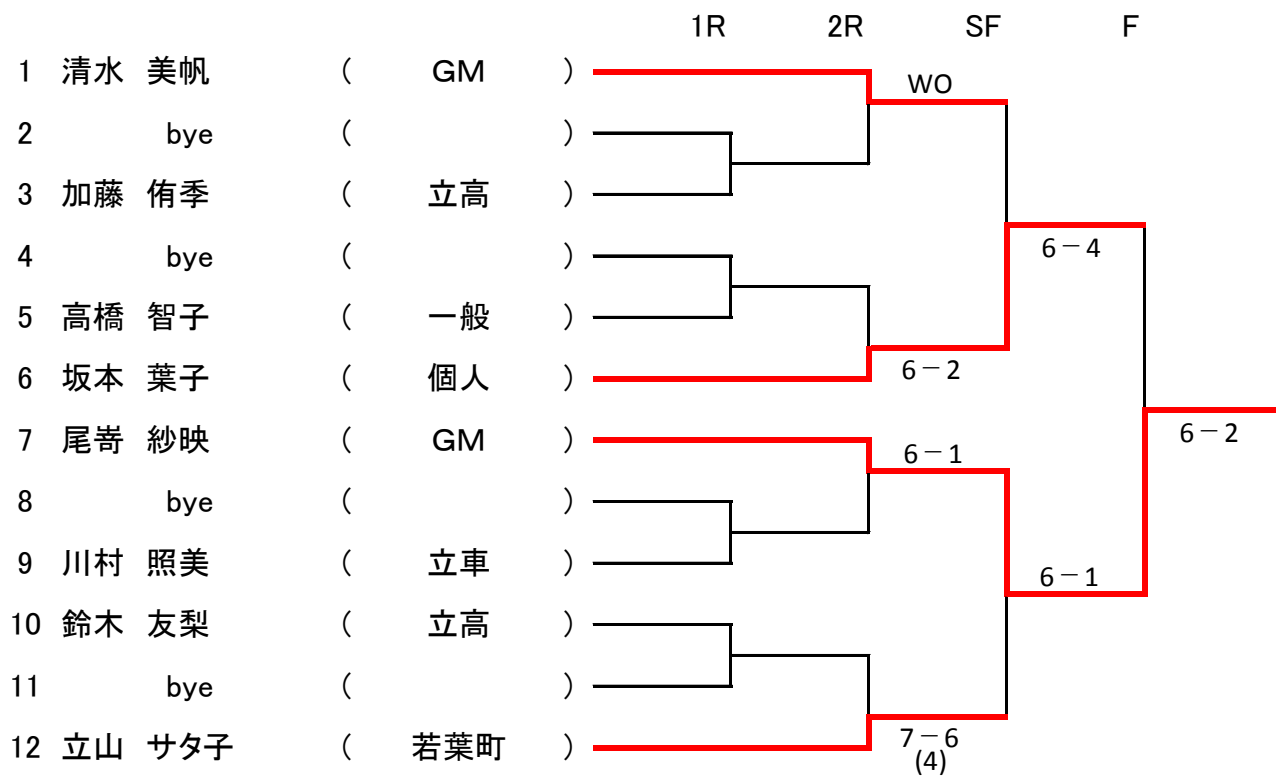 1R 2R SF F
1 清水 美帆 ( GM )
WO
2 bye ( )
3 加藤 侑季 ( 立高 )
4 bye ( )
6－4
5 高橋 智子 ( 一般 )
6 坂本 葉子 ( 個人 )
6－2
7 尾嵜 紗映 ( GM )
6－1
6－2
8 bye ( )
9 川村 照美 ( 立車 )
6－1
10 鈴木 友梨 ( 立高 )
11 bye ( )
12 立山 サタ子 ( 若葉町 )
7－6
(4)